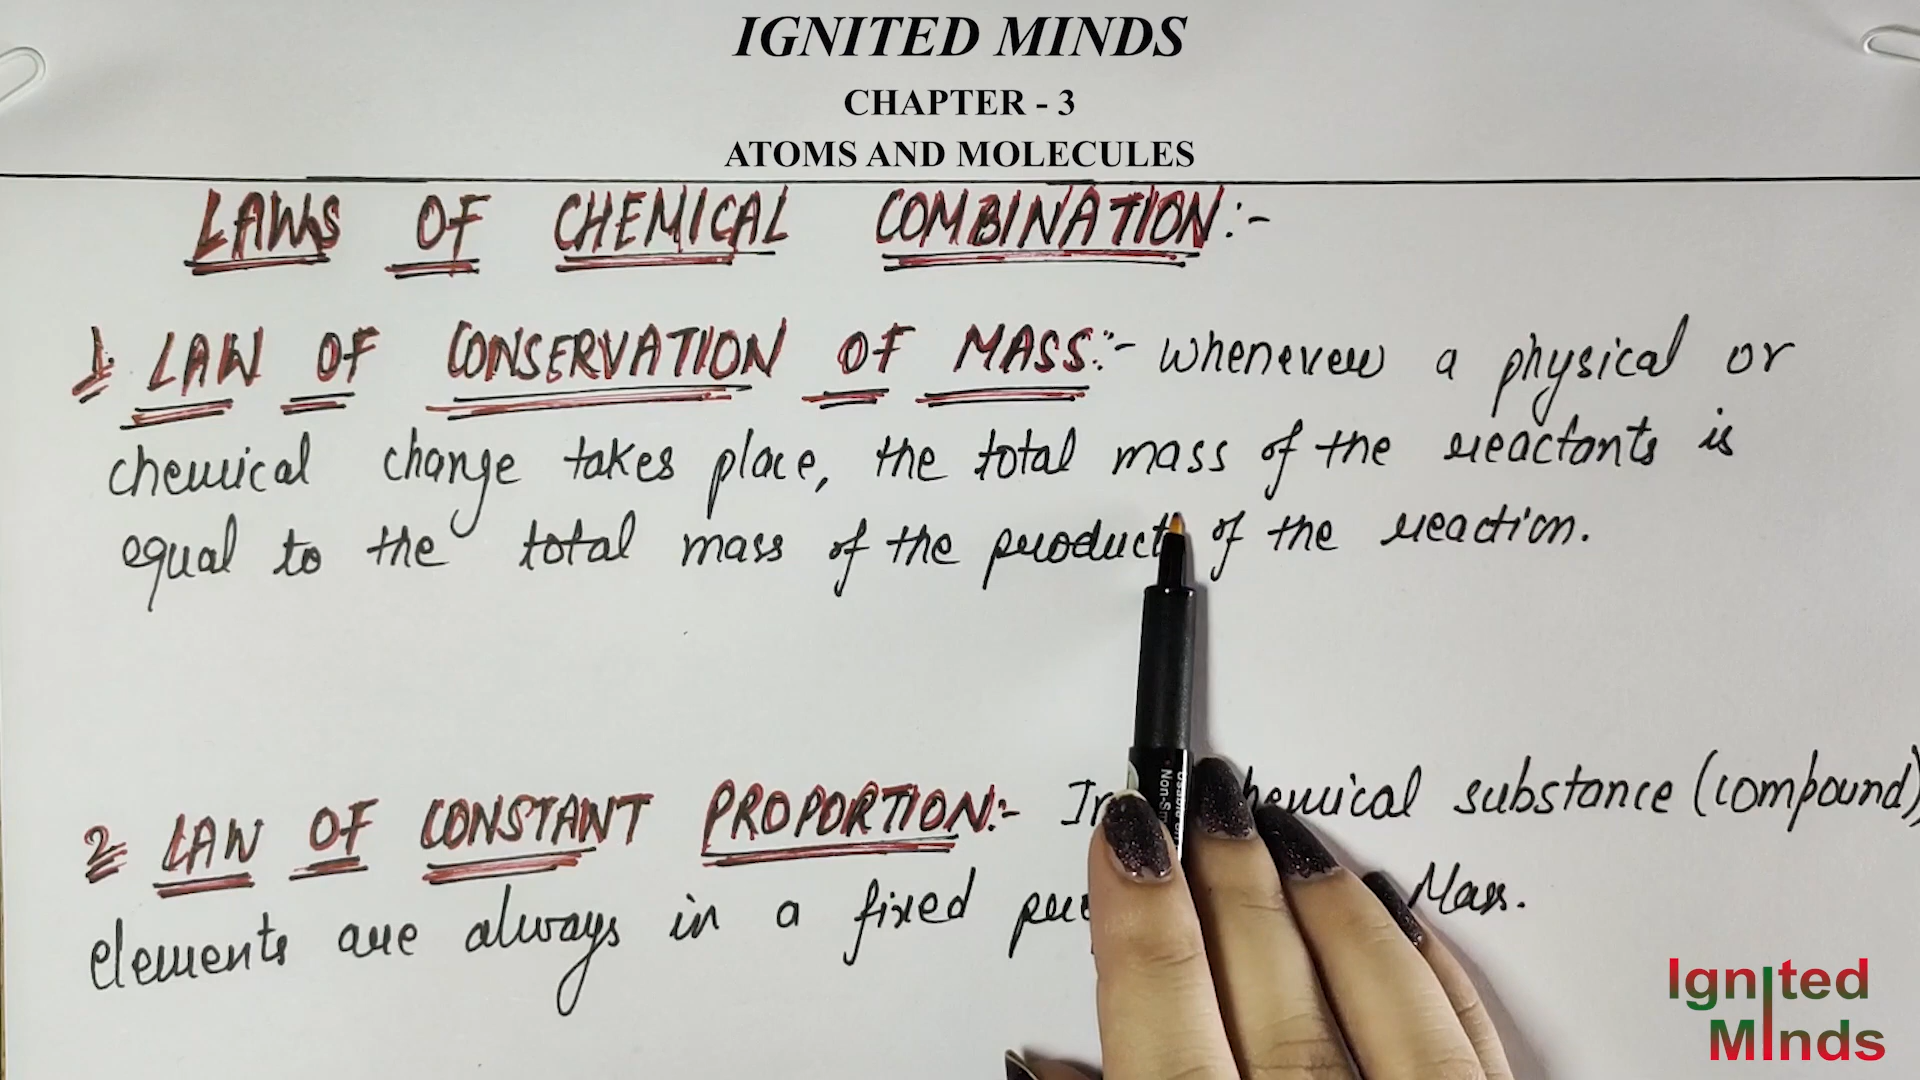 IGNITED MINDS
CHAPTER - 3
ATOMS AND MOLECULES
LAWS OF CHEMICAL COMBINATION:-
1. LAW OF CONSERVATION OF MASS:- Whenever a physical or
chemical change takes place, the total mass of the reactants is
equal to the total mass of the product of the reaction.
2. LAW OF CONSTANT PROPORTION:- In hemical substance (compound),
elements are always in a fixed Mass.
Ignited
Minds